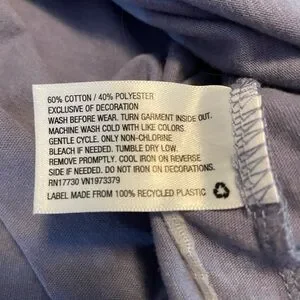 60% COTTON / 40% POLYESTER
EXCLUSIVE OF DECORATION
WASH BEFORE WEAR. TURN GARMENT INSIDE OUT.
MACHINE WASH COLD WITH LIKE COLORS.
GENTLE CYCLE. ONLY NON-CHLORINE
BLEACH IF NEEDED. TUMBLE DRY LOW.
REMOVE PROMPTLY. COOL IRON ON REVERSE
SIDE IF NEEDED. DO NOT IRON ON DECORATIONS.
RN17730 VN1973379
LABEL MADE FROM 100% RECYCLED PLASTIC